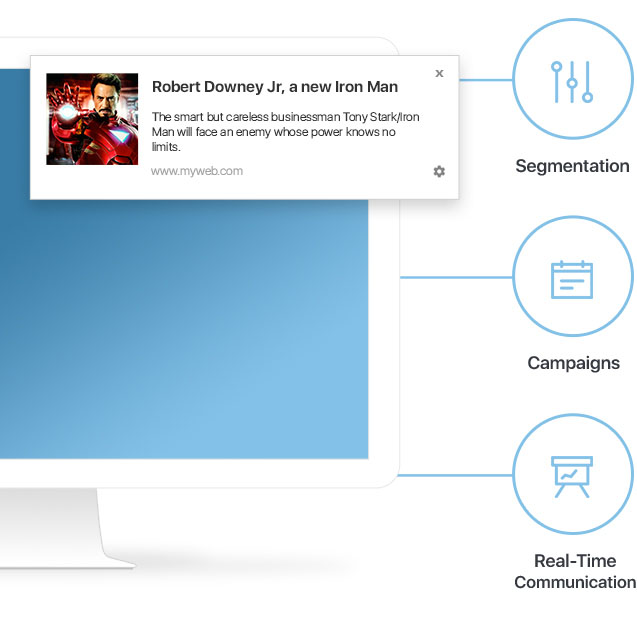 Robert Downey Jr, a new Iron Man
x
The smart but careless businessman Tony Stark/Iron
Man will face an enemy whose power knows no
limits.
www.myweb.com
Segmentation
Campaigns
Real-Time
Communication